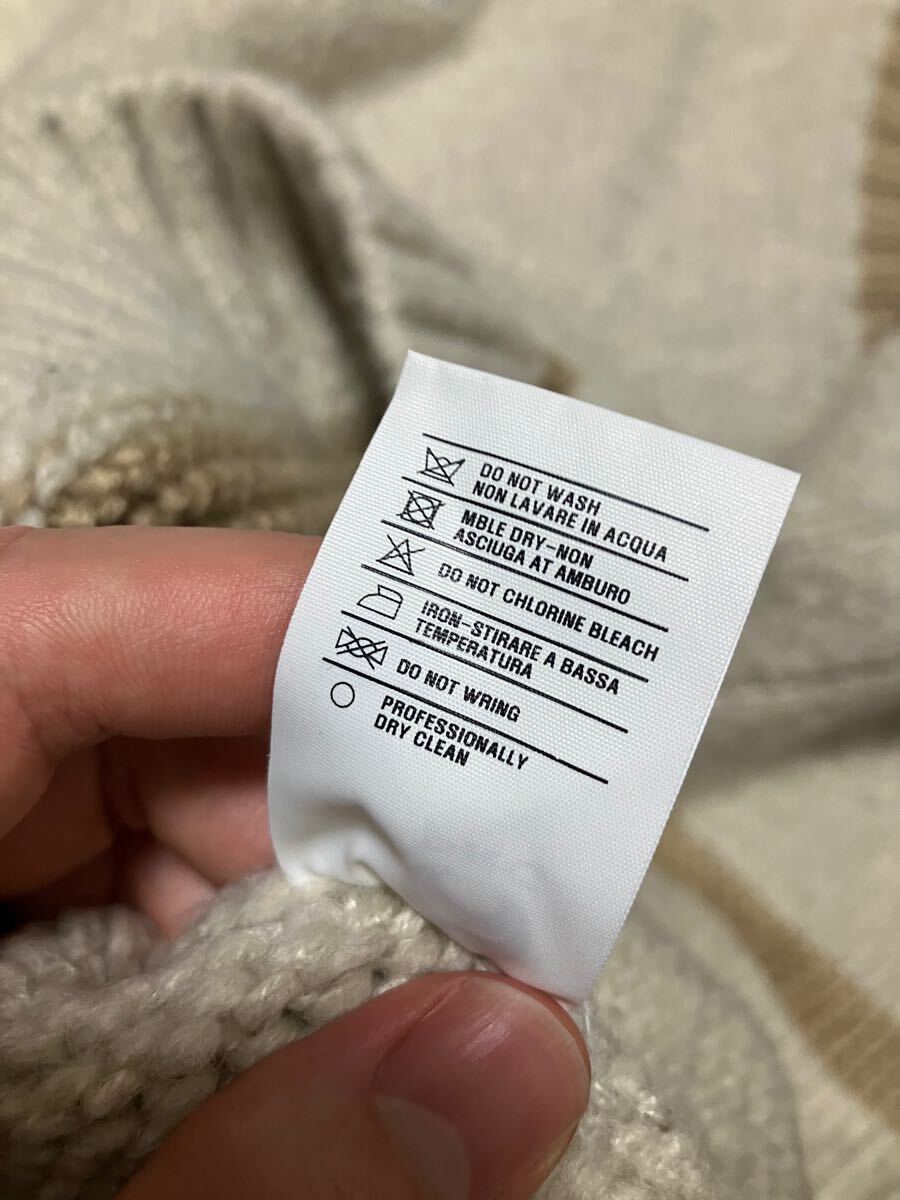 DO NOT WASH
NON LAVARE IN ACQUA
MBLE DRY-NON
ASCIUGA AT AMBURO
DO NOT CHLORINE BLEACH
IRON-STIRARE A BASSA
TEMPERATURA
DO NOT WRING
PROFESSIONALLY
DRY CLEAN